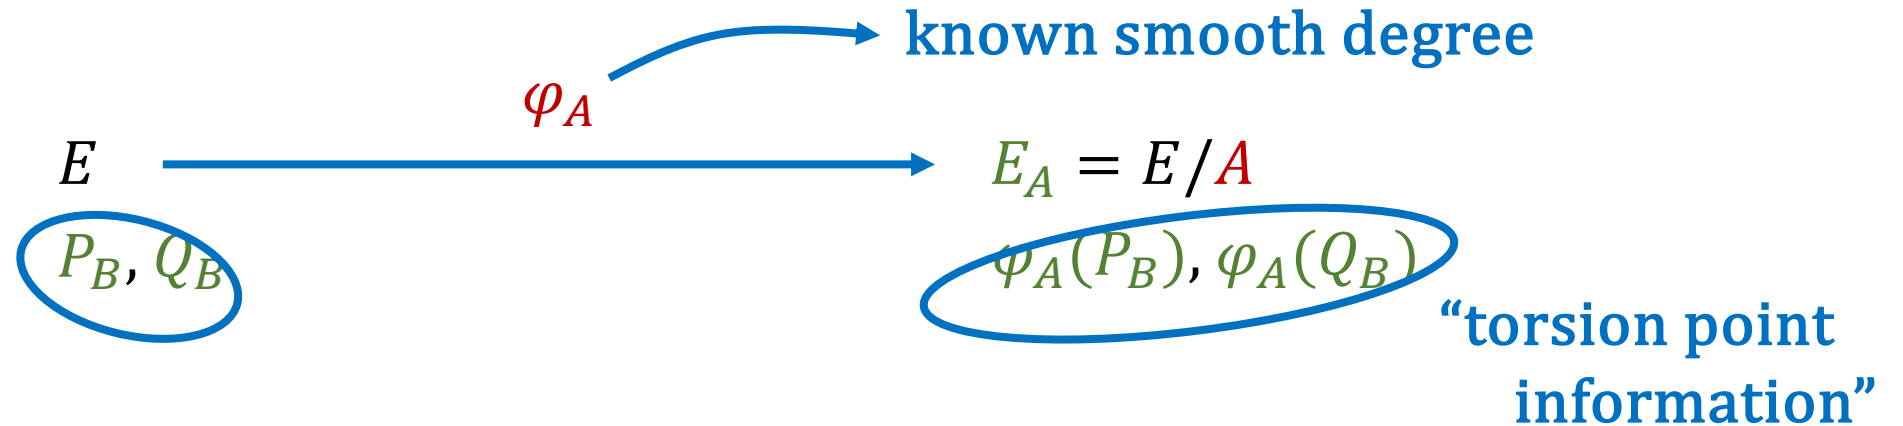 known smooth degree
φ_A
E
E_A = E/A
P_B, Q_B
φ_A(P_B), φ_A(Q_B)
“torsion point
information”